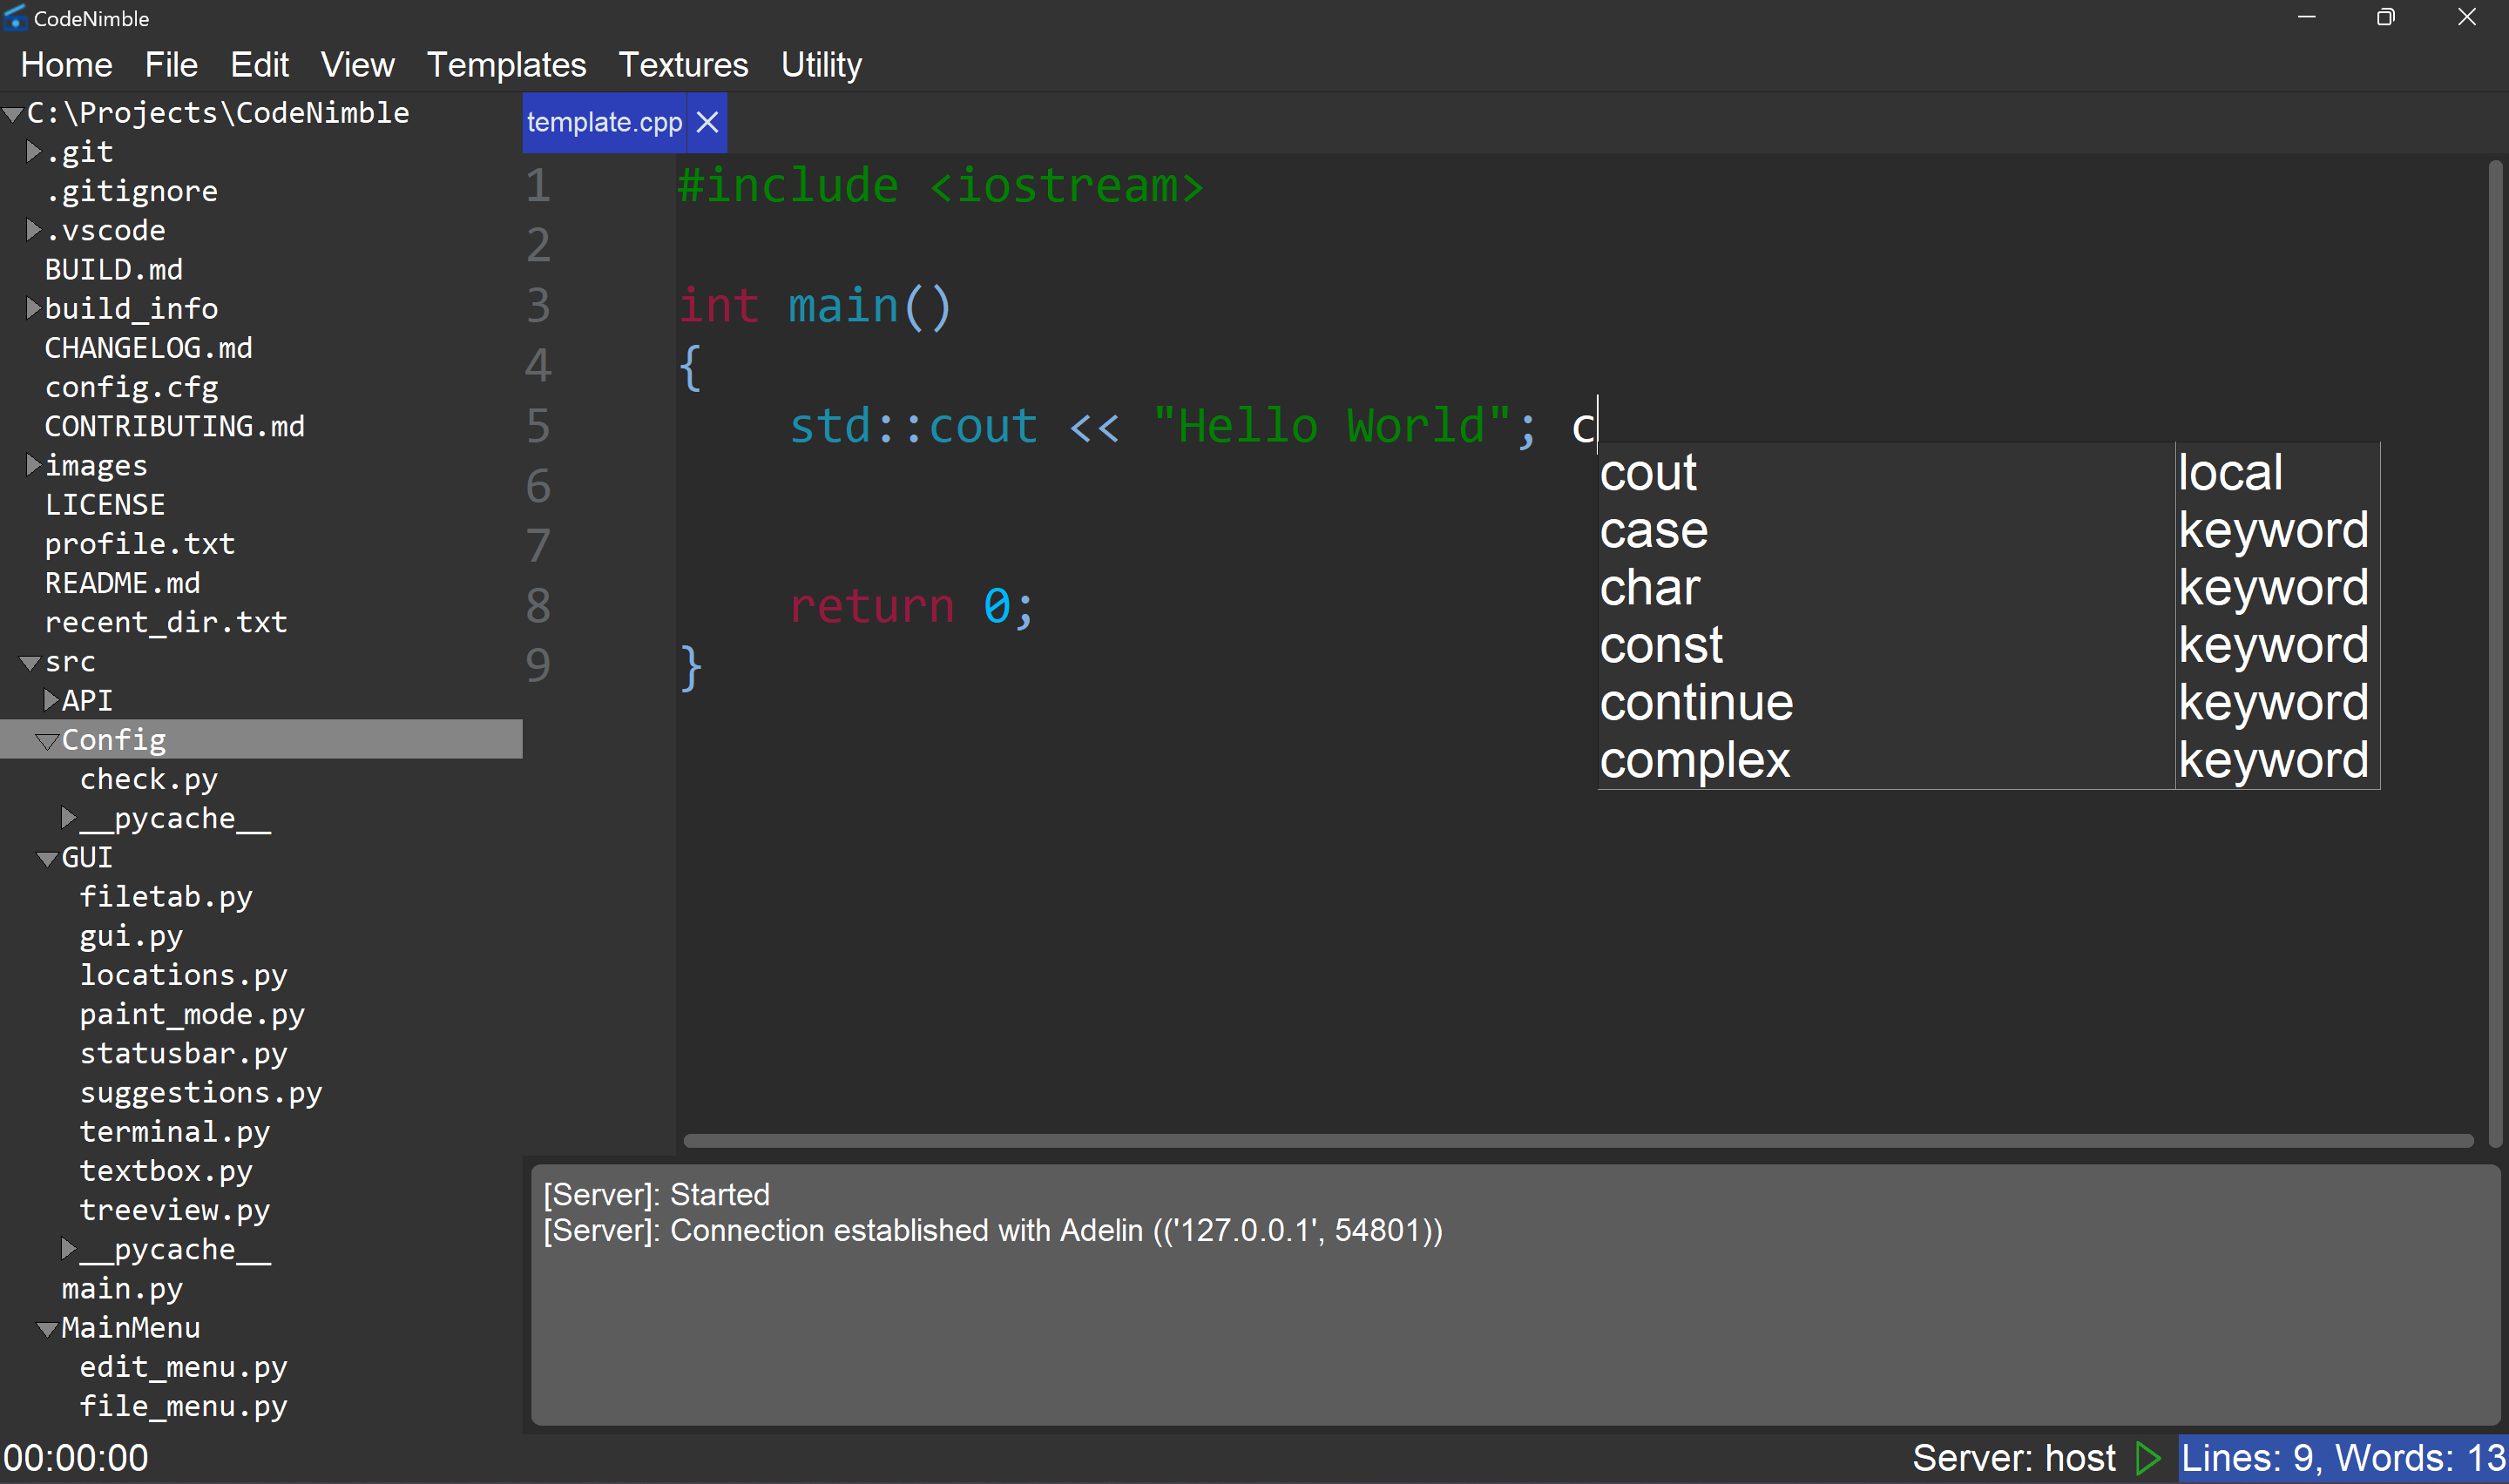 CodeNimble
Home File Edit View Templates Textures Utility
C:\Projects\CodeNimble
.git
.gitignore
.vscode
BUILD.md
build_info
CHANGELOG.md
config.cfg
CONTRIBUTING.md
images
LICENSE
profile.txt
README.md
recent_dir.txt
src
API
Config
check.py
__pycache__
GUI
filetab.py
gui.py
locations.py
paint_mode.py
statusbar.py
suggestions.py
terminal.py
textbox.py
treeview.py
__pycache__
main.py
MainMenu
edit_menu.py
file_menu.py
template.cpp
1 #include <iostream>
2
3 int main()
4 {
5     std::cout << "Hello World"; c
6
7
8     return 0;
9 }
cout local
case keyword
char keyword
const keyword
continue keyword
complex keyword
[Server]: Started
[Server]: Connection established with Adelin (('127.0.0.1', 54801))
00:00:00 Server: host Lines: 9, Words: 13